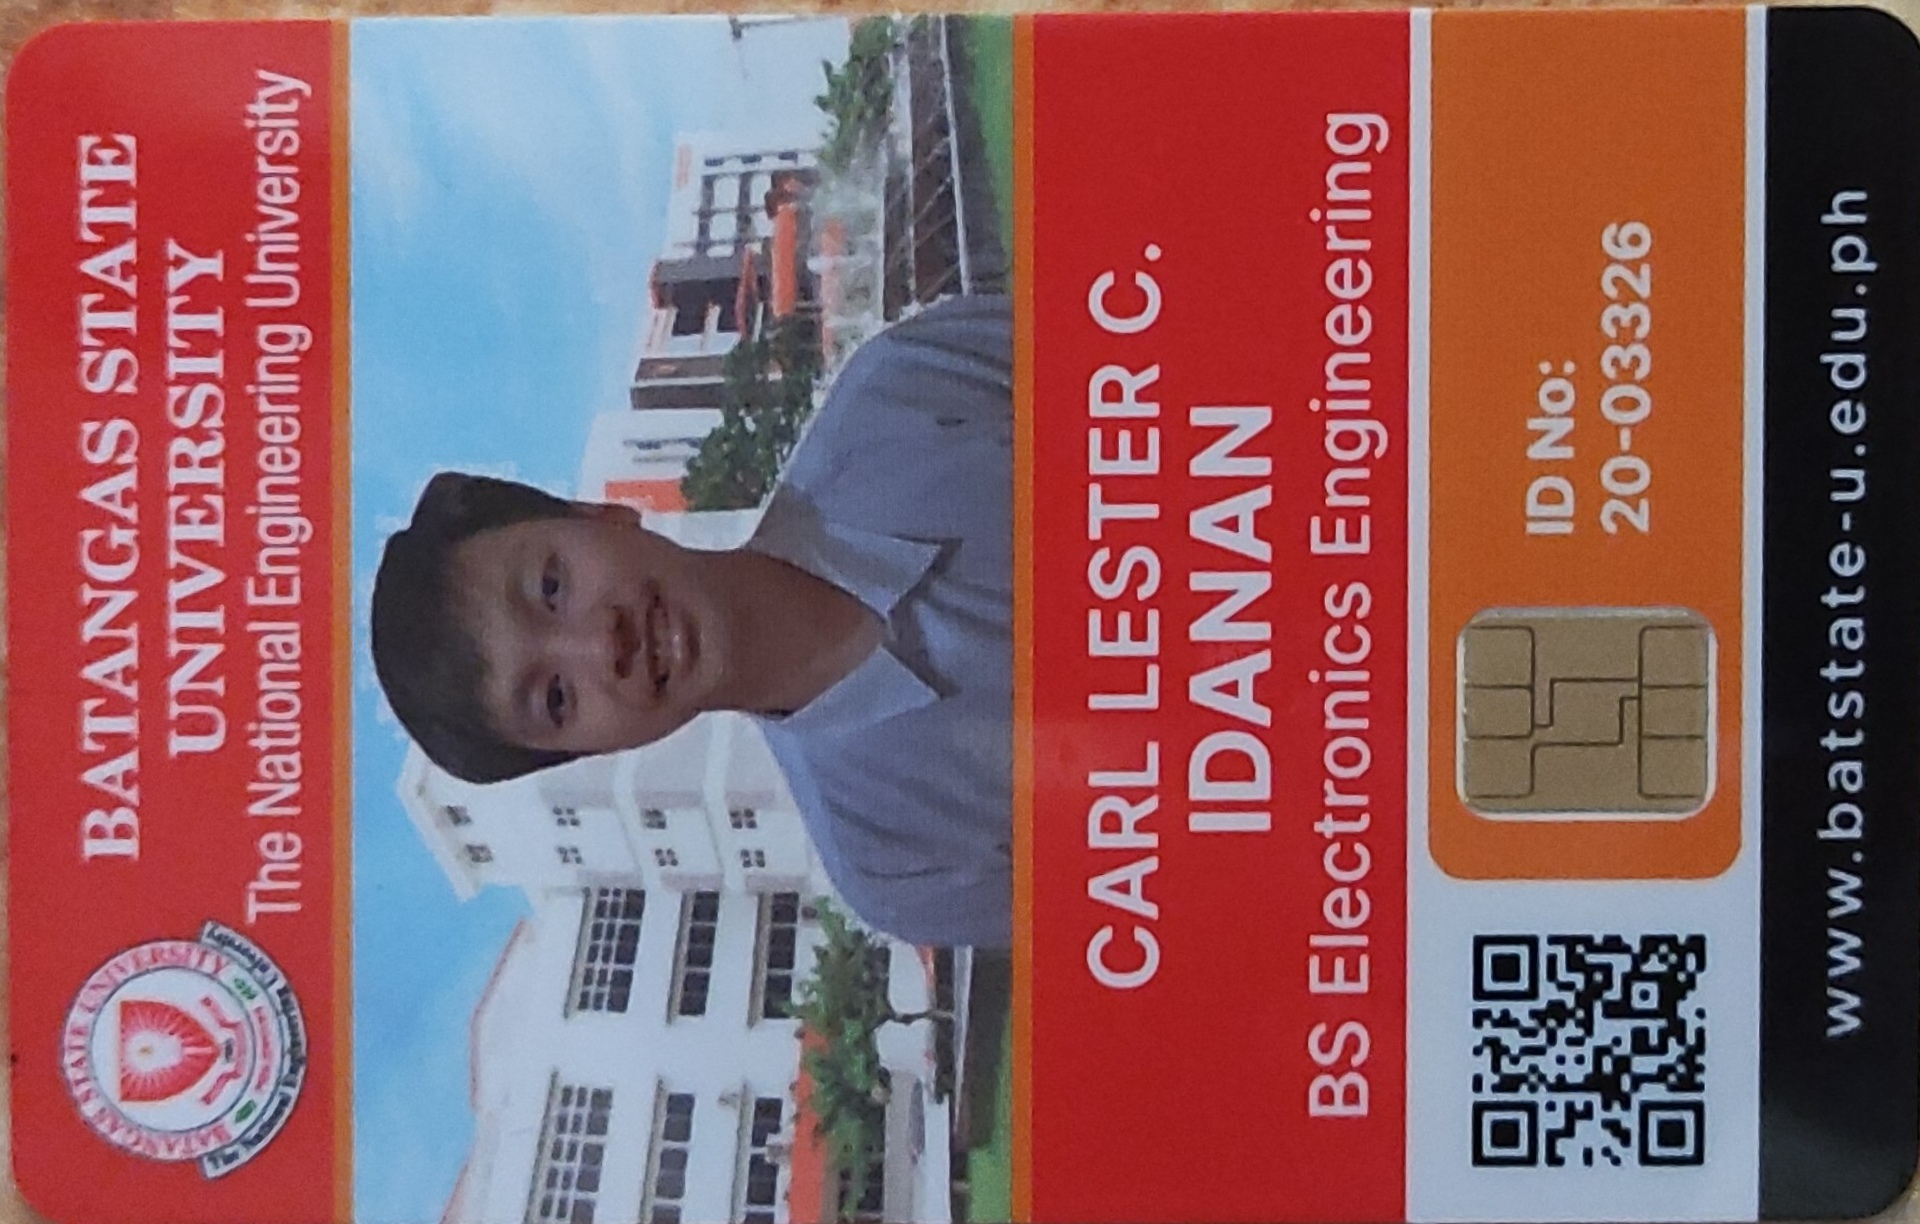 BATANGAS STATE UNIVERSITY
The National Engineering University
BATANGAS STATE
UNIVERSITY
The National Engineering University
CARL LESTER C.
IDANAN
BS Electronics Engineering
ID No:
20-03326
www.batstate-u.edu.ph